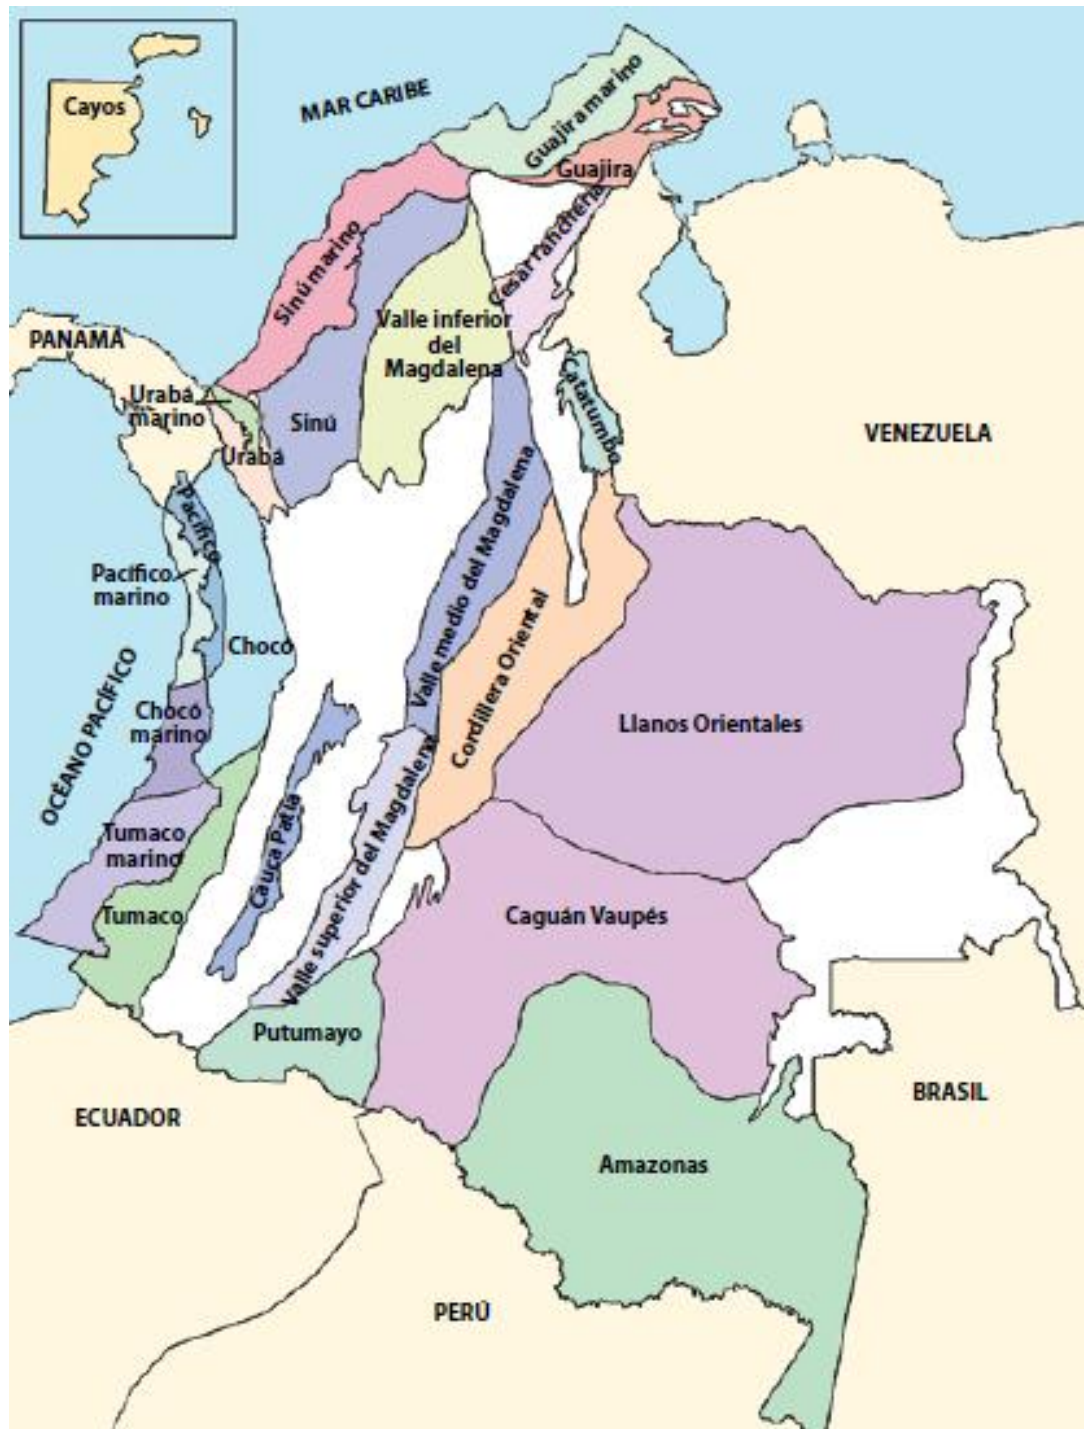 Cayos
MAR CARIBE
Guajira marino
Guajira
Cesar ranchería
Sinú marino
PANAMÁ
Valle inferior
del
Magdalena
Catatumbo
Urabá
marino
Sinú
Urabá
VENEZUELA
Pacífico
Valle medio del Magdalena
Pacífico
marino
Chocó
Cordillera Oriental
OCÉANO PACÍFICO
Chocó
marino
Llanos Orientales
Tumaco
marino
Cauca Patía
Valle superior del Magdalena
Tumaco
Caguán Vaupés
Putumayo
ECUADOR
BRASIL
Amazonas
PERÚ